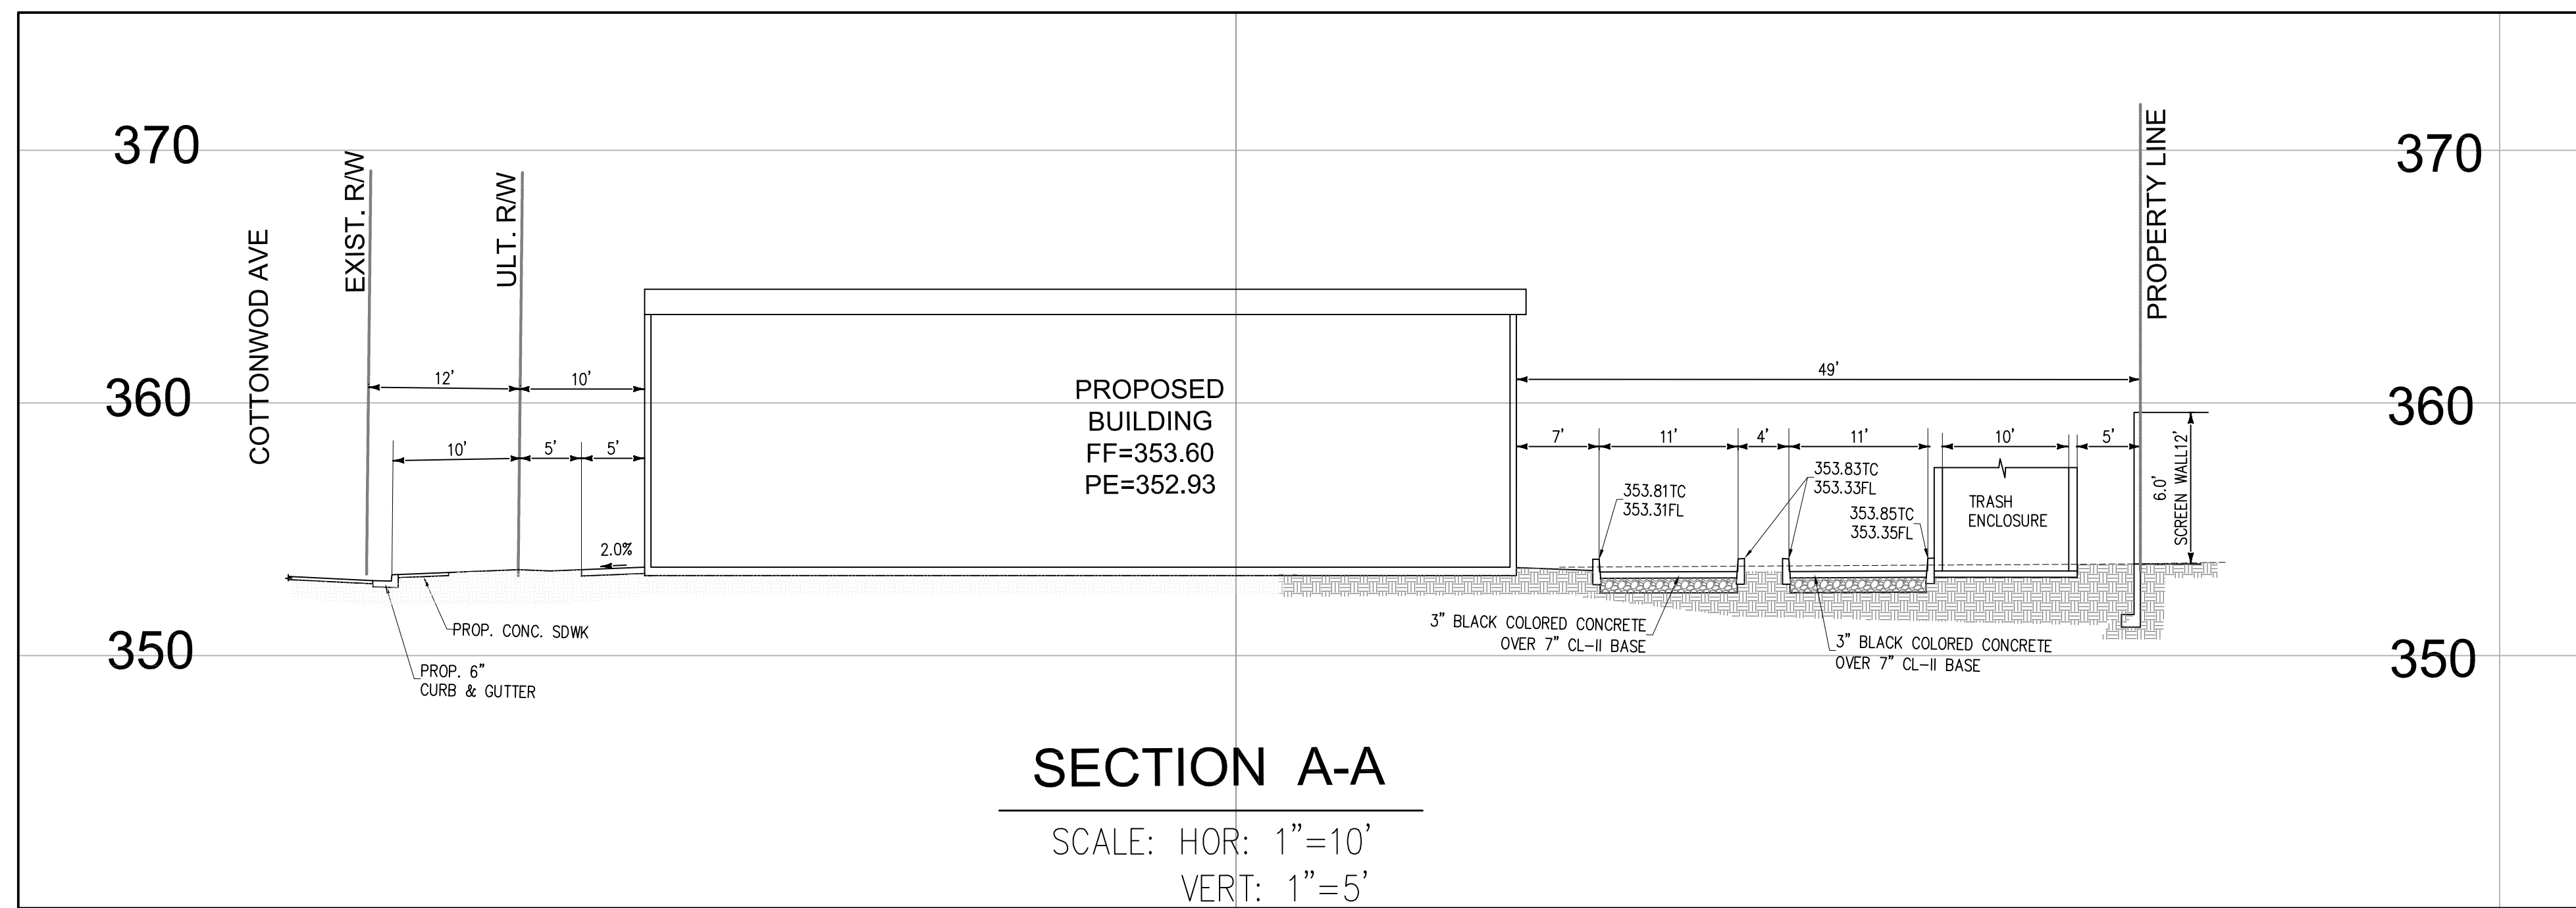 370
370
EXIST. R/W
ULT. R/W
PROPERTY LINE
COTTONWOD AVE
360
360
12'
10'
49'
10'
5'
5'
7'
11'
4'
11'
10'
5'
PROPOSED
BUILDING
FF=353.60
PE=352.93
353.81TC
353.31FL
353.83TC
353.33FL
353.85TC
353.35FL
TRASH
ENCLOSURE
6.0'
SCREEN WALL12'
2.0%
350
350
PROP. CONC. SDWK
PROP. 6"
CURB & GUTTER
3" BLACK COLORED CONCRETE
OVER 7" CL-II BASE
3" BLACK COLORED CONCRETE
OVER 7" CL-II BASE
SECTION A-A
SCALE: HOR: 1"=10'
VERT: 1"=5'